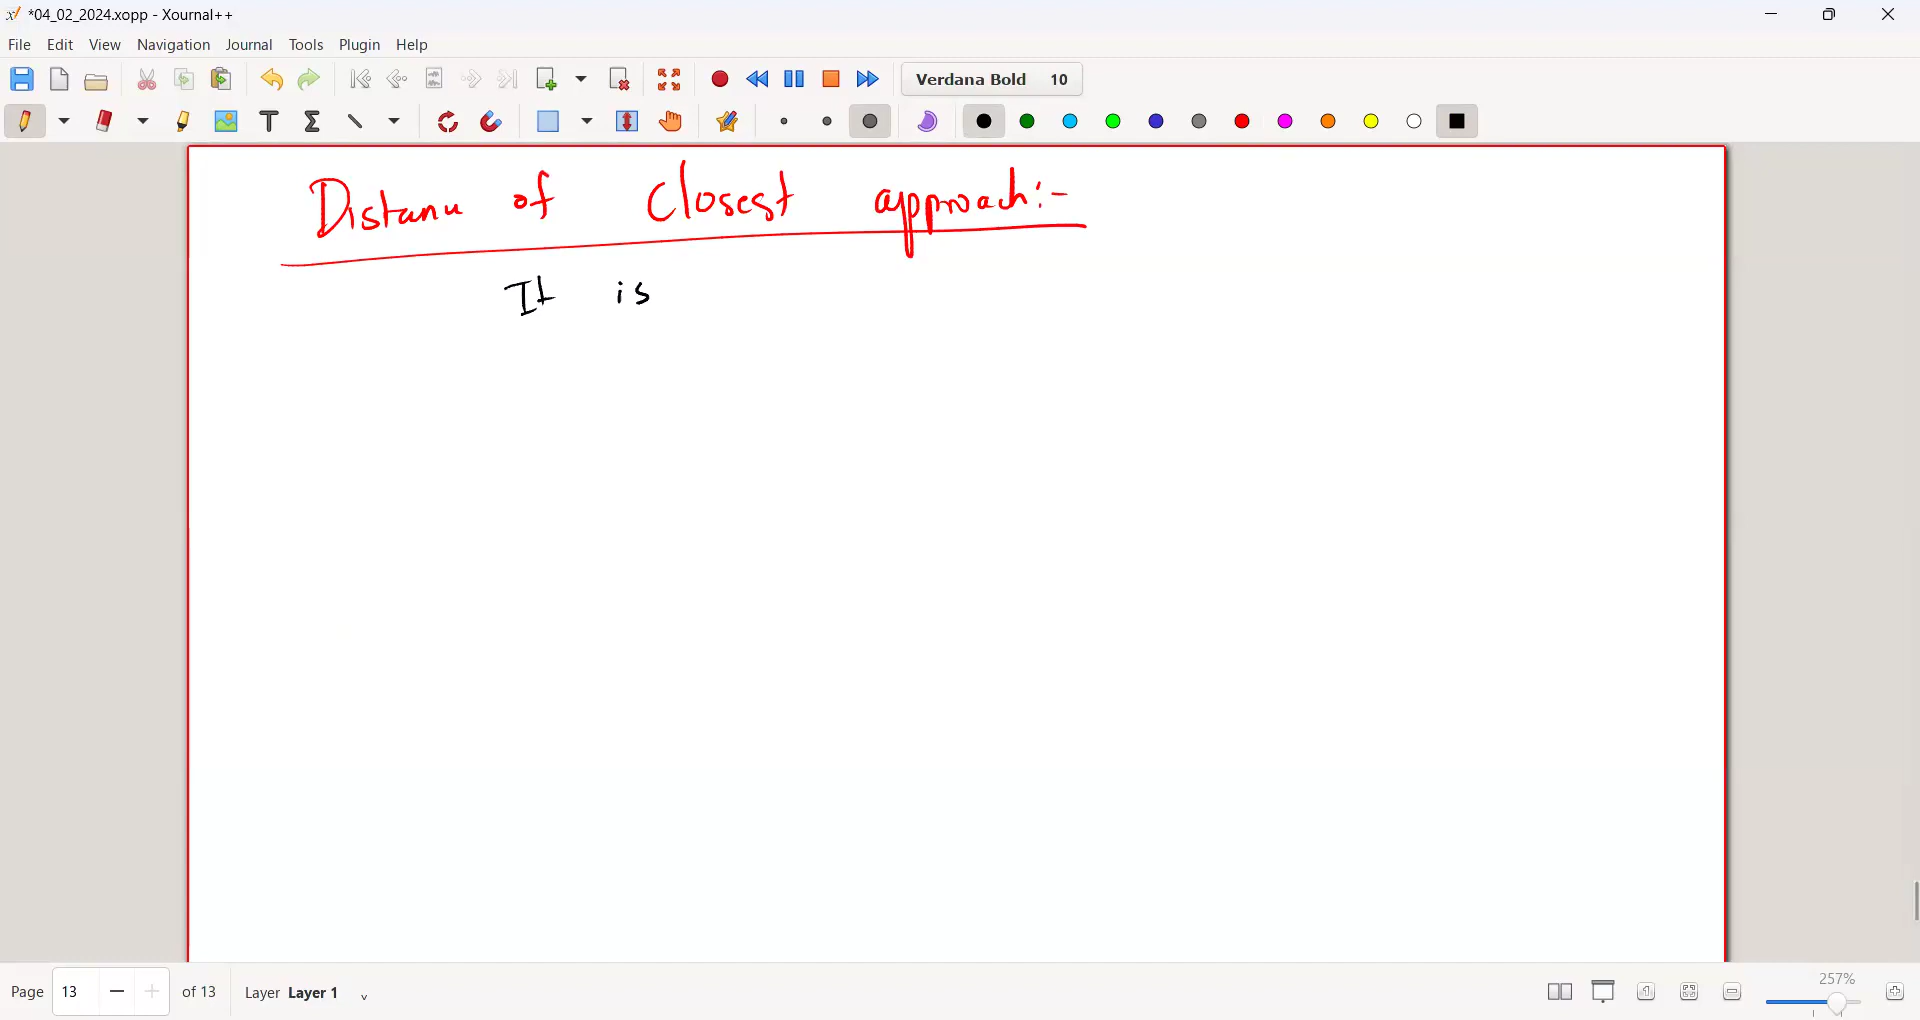 *04_02_2024.xopp - Xournal++
File Edit View Navigation Journal Tools Plugin Help
Verdana Bold 10
Distance of Closest approach:-
It is
Page 13 of 13 Layer Layer 1 257%